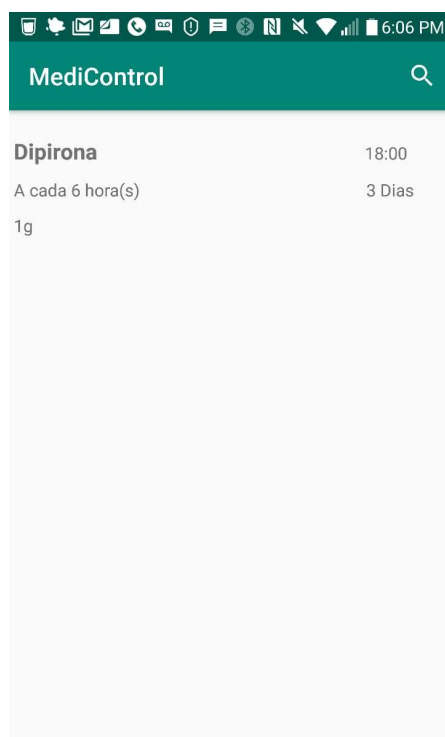 6:06 PM
MediControl
Dipirona 18:00
A cada 6 hora(s) 3 Dias
1g